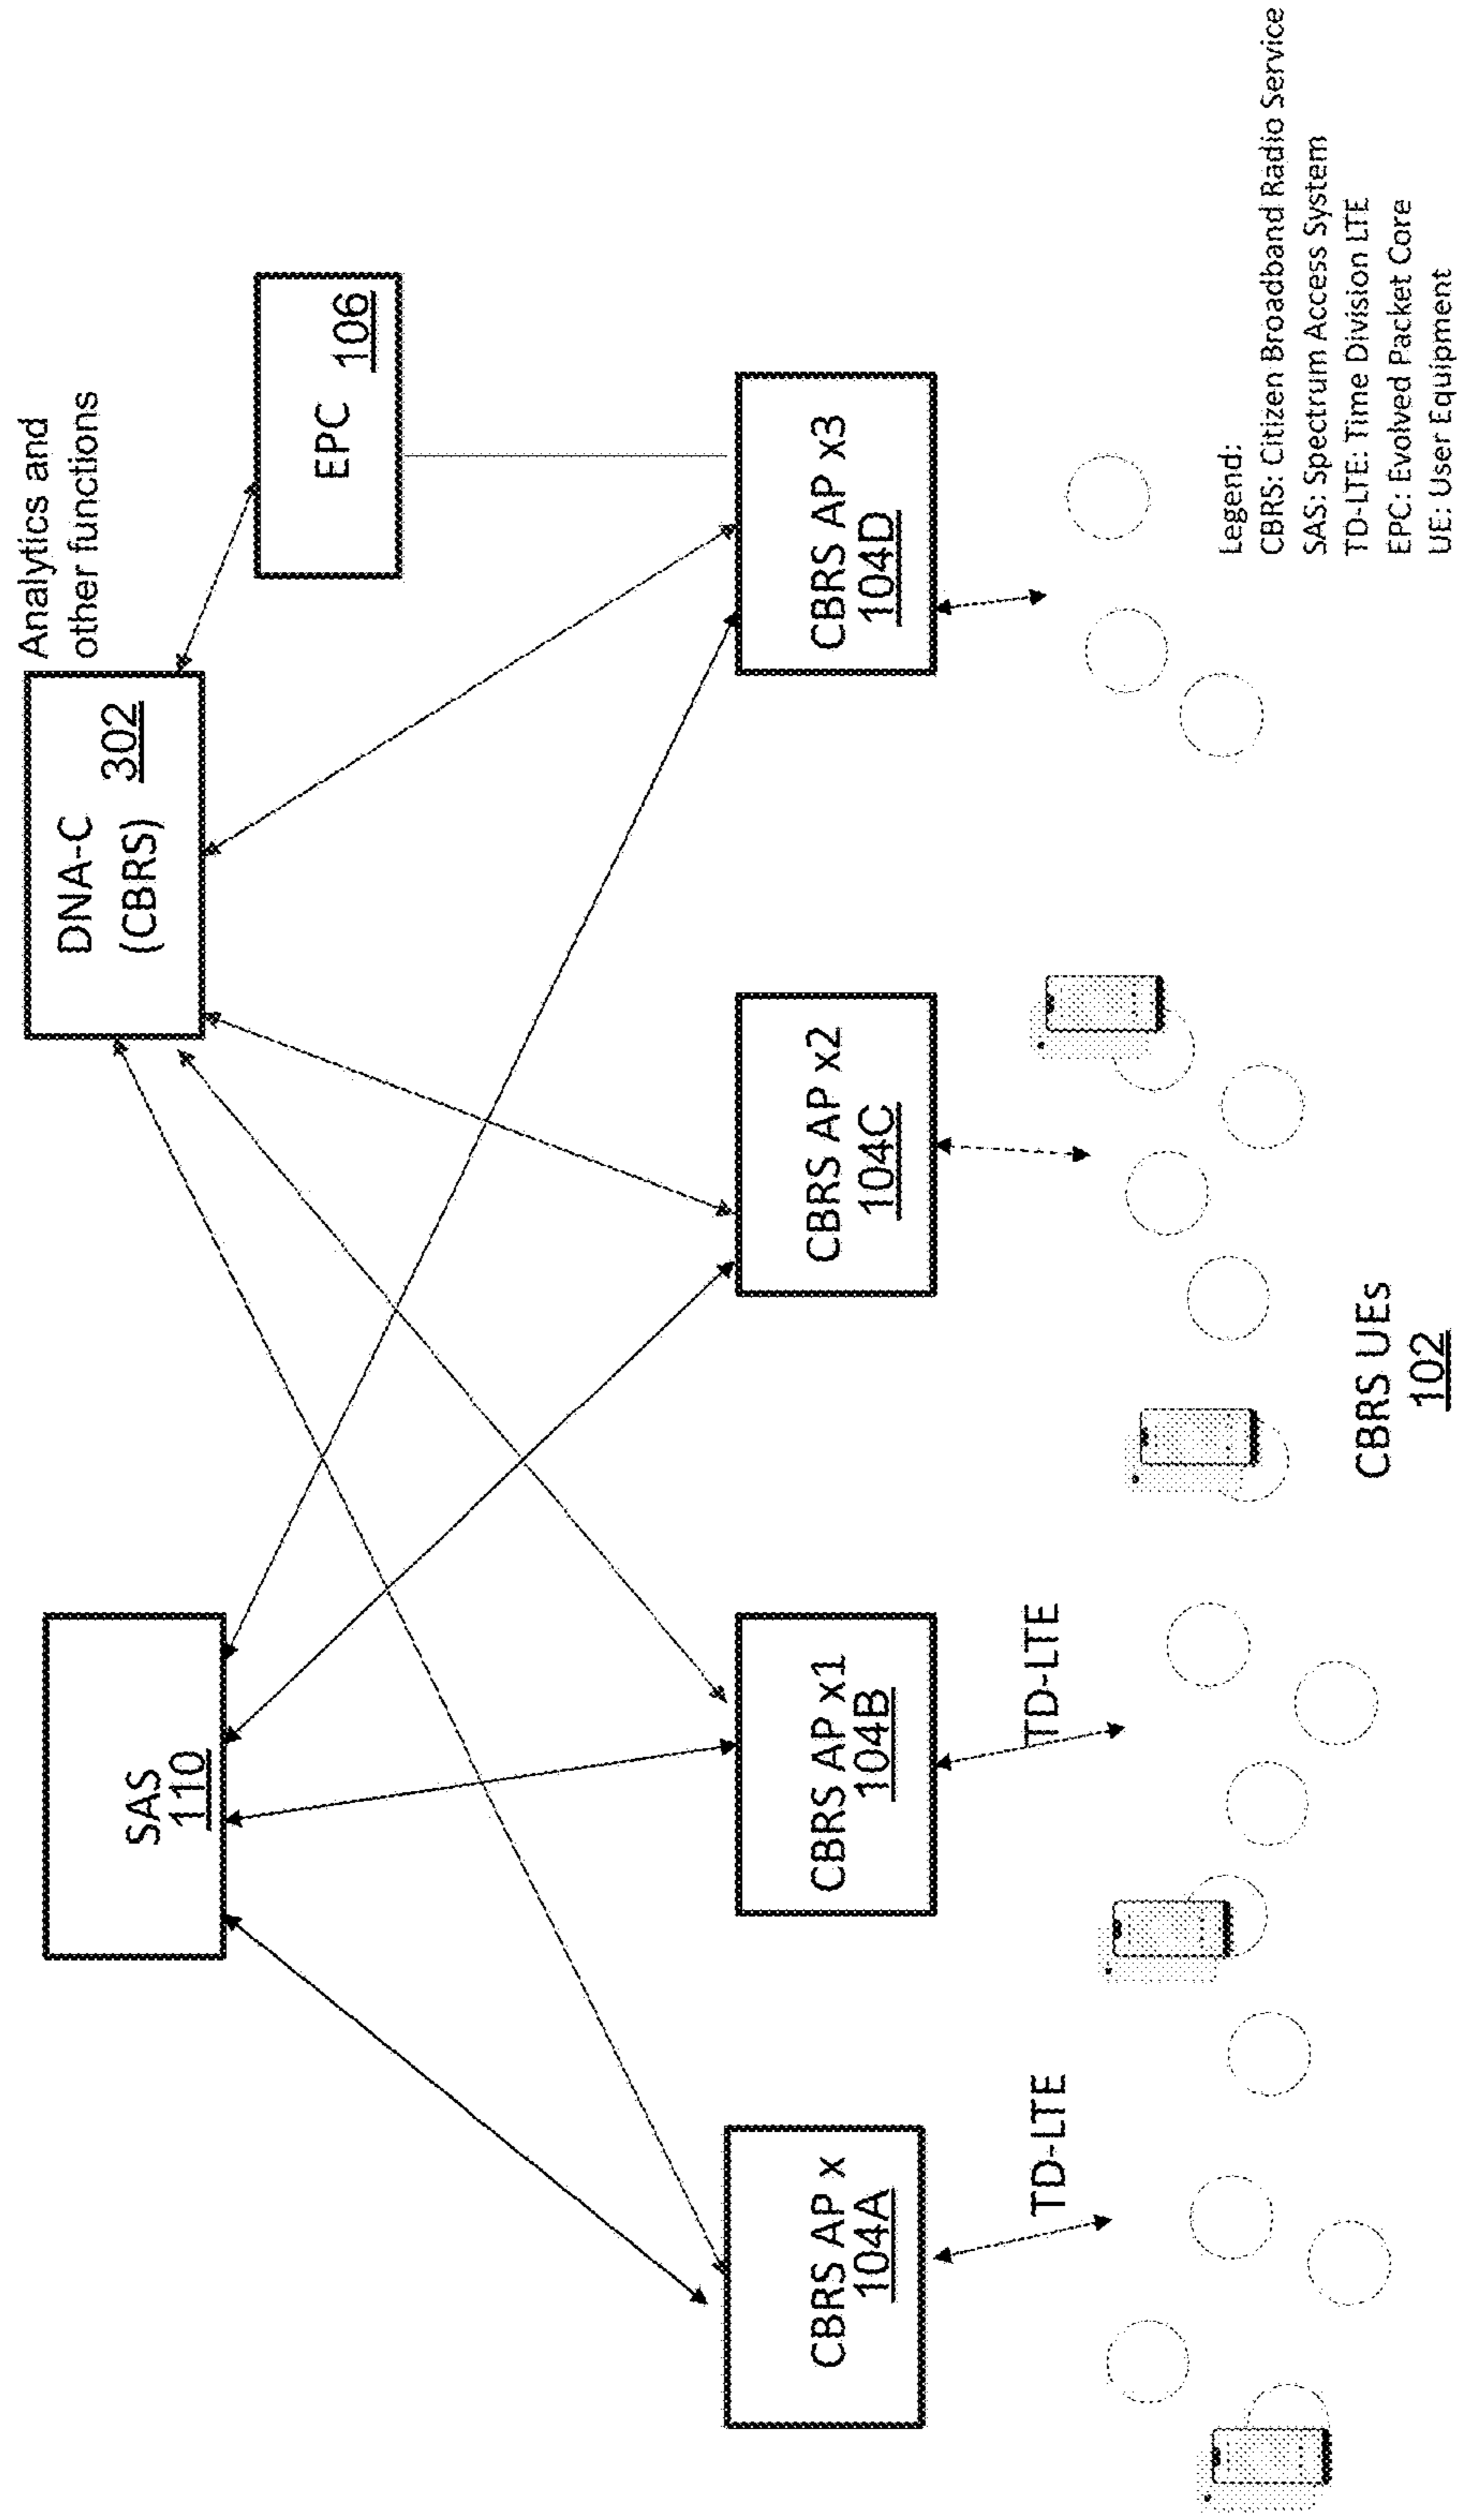 Analytics and
other functions
SAS
110
DNA-C
(CBRS) 302
EPC 106
CBRS AP x
104A
CBRS AP x1
104B
CBRS AP x2
104C
CBRS AP x3
104D
TD-LTE
TD-LTE
CBRS UEs
102
Legend:
CBRS: Citizen Broadband Radio Service
SAS: Spectrum Access System
TD-LTE: Time Division LTE
EPC: Evolved Packet Core
UE: User Equipment